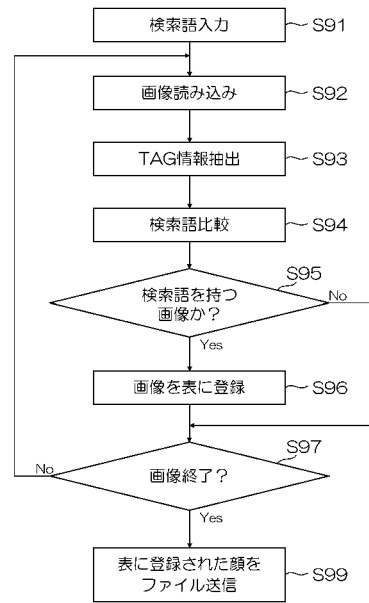 検索語入力 S91
画像読み込み S92
TAG情報抽出 S93
検索語比較 S94
S95
検索語を持つ
画像か？
No
Yes
画像を表に登録 S96
S97
画像終了？
No
Yes
表に登録された顔を
ファイル送信
S99